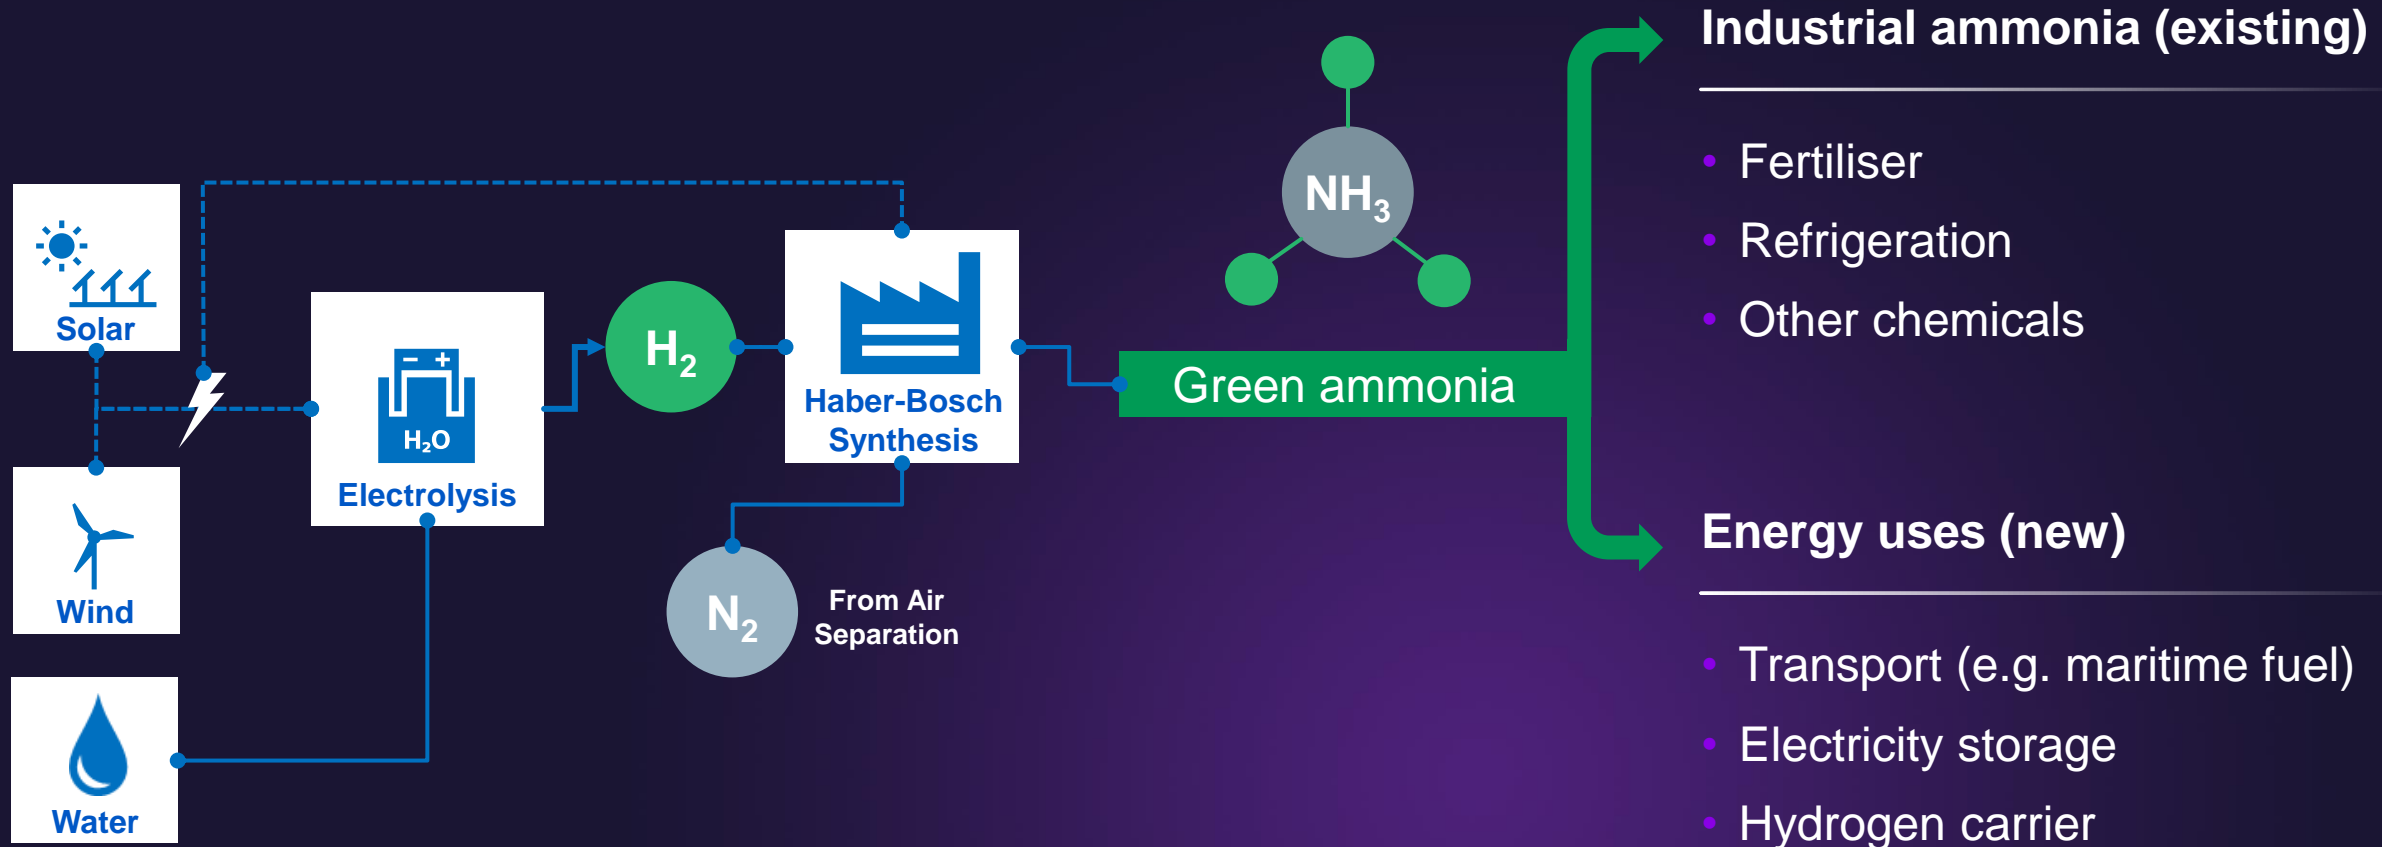 Solar
Wind
Water
H₂O
Electrolysis
H₂
Haber-Bosch
Synthesis
N₂
From Air
Separation
NH₃
Green ammonia
Industrial ammonia (existing)
• Fertiliser
• Refrigeration
• Other chemicals
Energy uses (new)
• Transport (e.g. maritime fuel)
• Electricity storage
• Hydrogen carrier